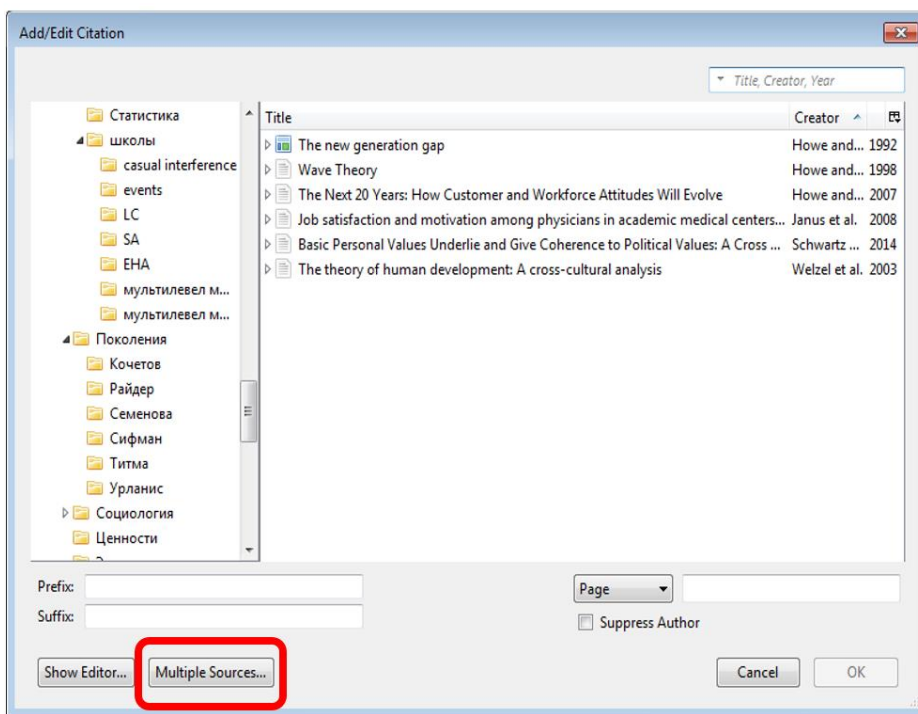 Add/Edit Citation
Title, Creator, Year
Статистика
школы
casual interference
events
LC
SA
EHA
мультилевел м...
мультилевел м...
Поколения
Кочетов
Райдер
Семенова
Сифман
Титма
Урланис
Социология
Ценности
Title Creator
The new generation gap Howe and... 1992
Wave Theory Howe and... 1998
The Next 20 Years: How Customer and Workforce Attitudes Will Evolve Howe and... 2007
Job satisfaction and motivation among physicians in academic medical centers... Janus et al. 2008
Basic Personal Values Underlie and Give Coherence to Political Values: A Cross ... Schwartz ... 2014
The theory of human development: A cross-cultural analysis Welzel et al. 2003
Prefix:
Suffix:
Page
Suppress Author
Show Editor... Multiple Sources... Cancel OK